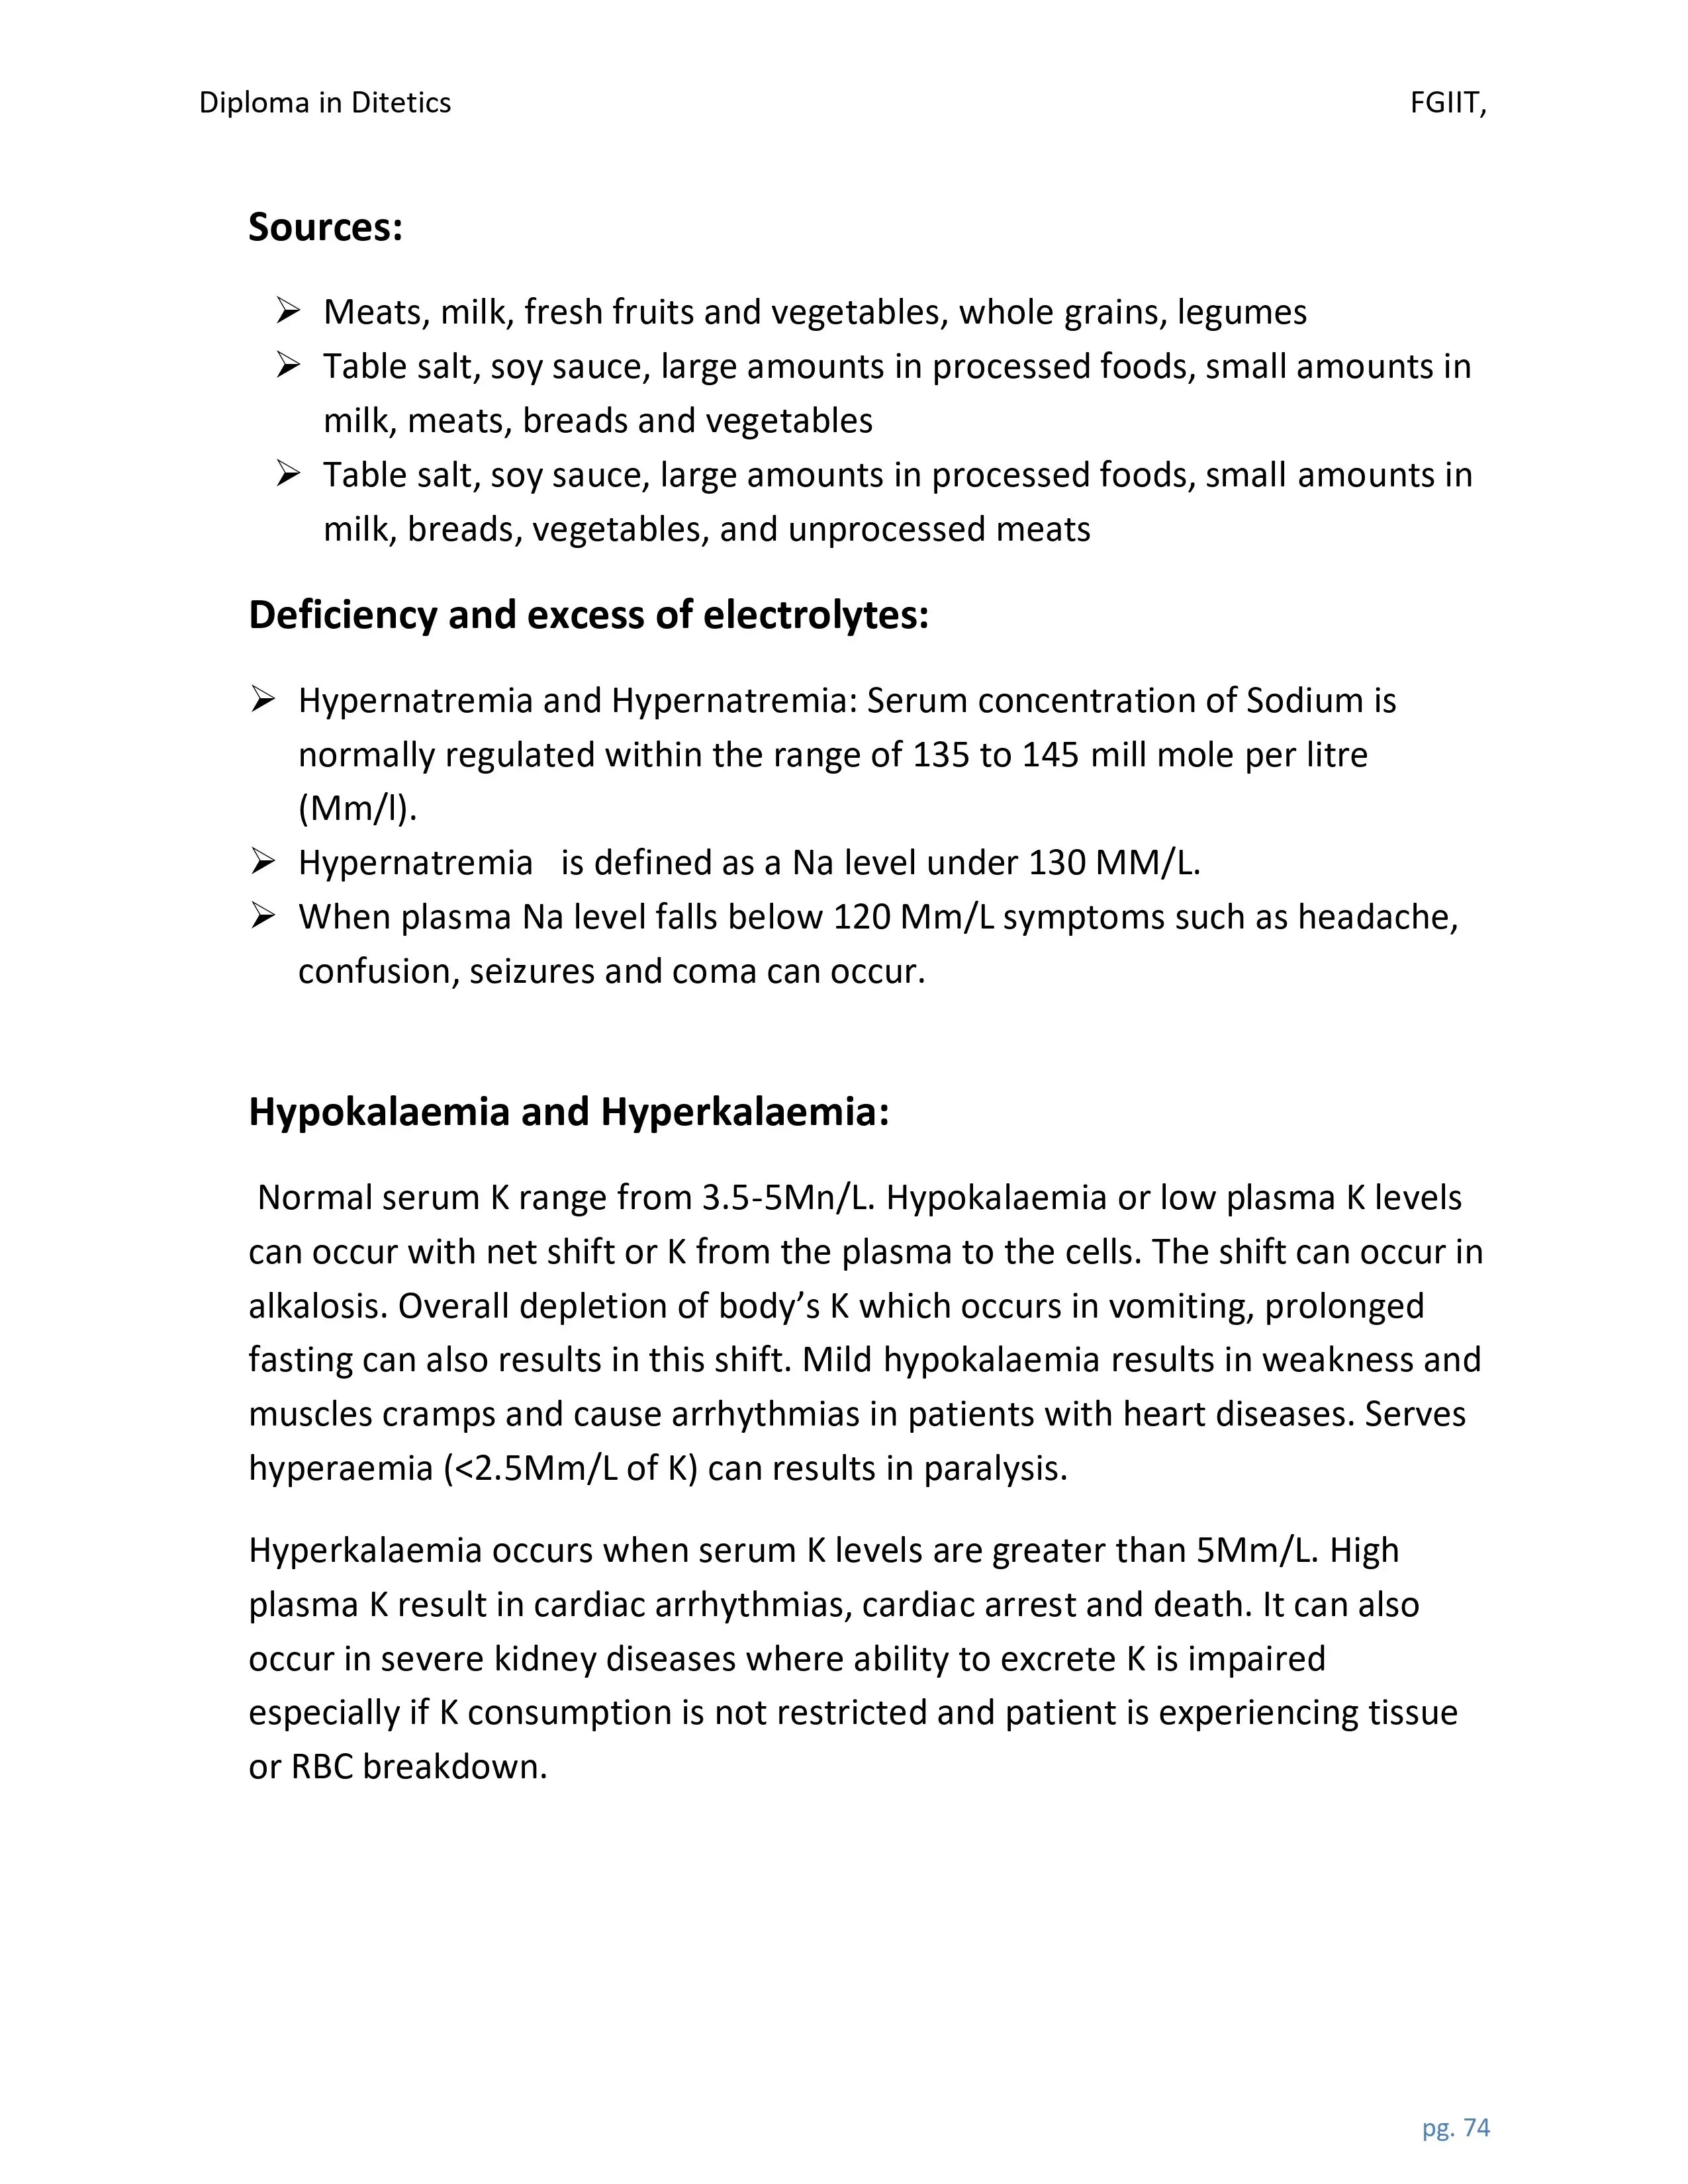 Diploma in Ditetics FGIIT,
Sources:
➢ Meats, milk, fresh fruits and vegetables, whole grains, legumes
➢ Table salt, soy sauce, large amounts in processed foods, small amounts in
milk, meats, breads and vegetables
➢ Table salt, soy sauce, large amounts in processed foods, small amounts in
milk, breads, vegetables, and unprocessed meats
Deficiency and excess of electrolytes:
➢ Hypernatremia and Hypernatremia: Serum concentration of Sodium is
normally regulated within the range of 135 to 145 mill mole per litre
(Mm/l).
➢ Hypernatremia is defined as a Na level under 130 MM/L.
➢ When plasma Na level falls below 120 Mm/L symptoms such as headache,
confusion, seizures and coma can occur.
Hypokalaemia and Hyperkalaemia:
Normal serum K range from 3.5-5Mn/L. Hypokalaemia or low plasma K levels
can occur with net shift or K from the plasma to the cells. The shift can occur in
alkalosis. Overall depletion of body’s K which occurs in vomiting, prolonged
fasting can also results in this shift. Mild hypokalaemia results in weakness and
muscles cramps and cause arrhythmias in patients with heart diseases. Serves
hyperaemia (<2.5Mm/L of K) can results in paralysis.
Hyperkalaemia occurs when serum K levels are greater than 5Mm/L. High
plasma K result in cardiac arrhythmias, cardiac arrest and death. It can also
occur in severe kidney diseases where ability to excrete K is impaired
especially if K consumption is not restricted and patient is experiencing tissue
or RBC breakdown.
pg. 74